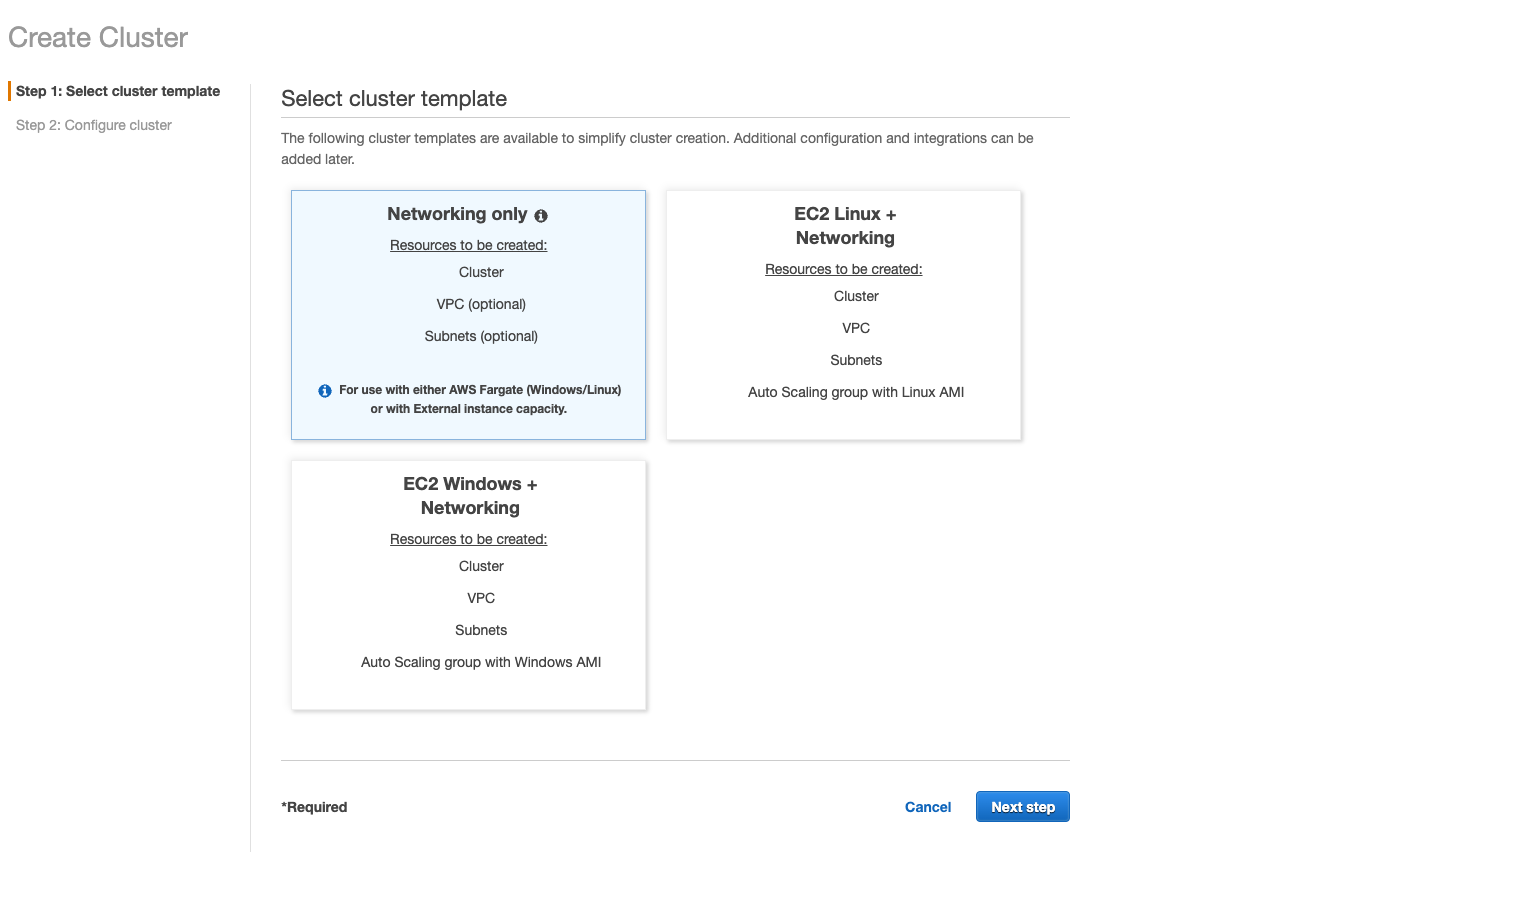 Create Cluster
Step 1: Select cluster template
Step 2: Configure cluster
Select cluster template
The following cluster templates are available to simplify cluster creation. Additional configuration and integrations can be
added later.
Networking only
Resources to be created:
Cluster
VPC (optional)
Subnets (optional)
For use with either AWS Fargate (Windows/Linux)
or with External instance capacity.
EC2 Linux +
Networking
Resources to be created:
Cluster
VPC
Subnets
Auto Scaling group with Linux AMI
EC2 Windows +
Networking
Resources to be created:
Cluster
VPC
Subnets
Auto Scaling group with Windows AMI
*Required
Cancel
Next step